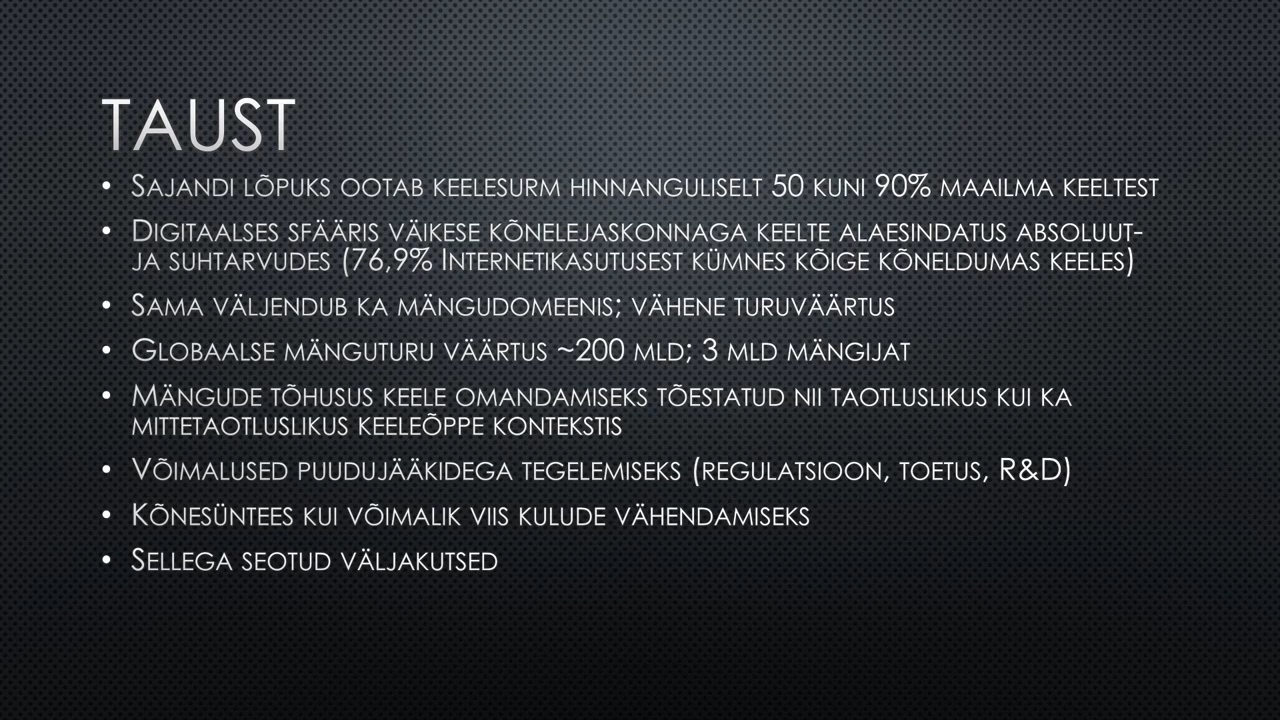 TAUST
• SAJANDI LÕPUKS OOTAB KEELESURM HINNANGULISELT 50 KUNI 90% MAAILMA KEELTEST
• DIGITAALSES SFÄÄRIS VÄIKESE KÕNELEJASKONNAGA KEELTE ALAESINDATUS ABSOLUUT-
JA SUHTARVUDES (76,9% INTERNETIKASUTUSEST KÜMNES KÕIGE KÕNELDUMAS KEELES)
• SAMA VÄLJENDUB KA MÄNGUDOMEENIS; VÄHENE TURUVÄÄRTUS
• GLOBAALSE MÄNGUTURU VÄÄRTUS ~200 MLD; 3 MLD MÄNGIJAT
• MÄNGUDE TÕHUSUS KEELE OMANDAMISEKS TÕESTATUD NII TAOTLUSLIKUS KUI KA
MITTETAOTLUSLIKUS KEELEÕPPE KONTEKSTIS
• VÕIMALUSED PUUDUJÄÄKIDEGA TEGELEMISEKS (REGULATSIOON, TOETUS, R&D)
• KÕNESÜNTEES KUI VÕIMALIK VIIS KULUDE VÄHENDAMISEKS
• SELLEGA SEOTUD VÄLJAKUTSED